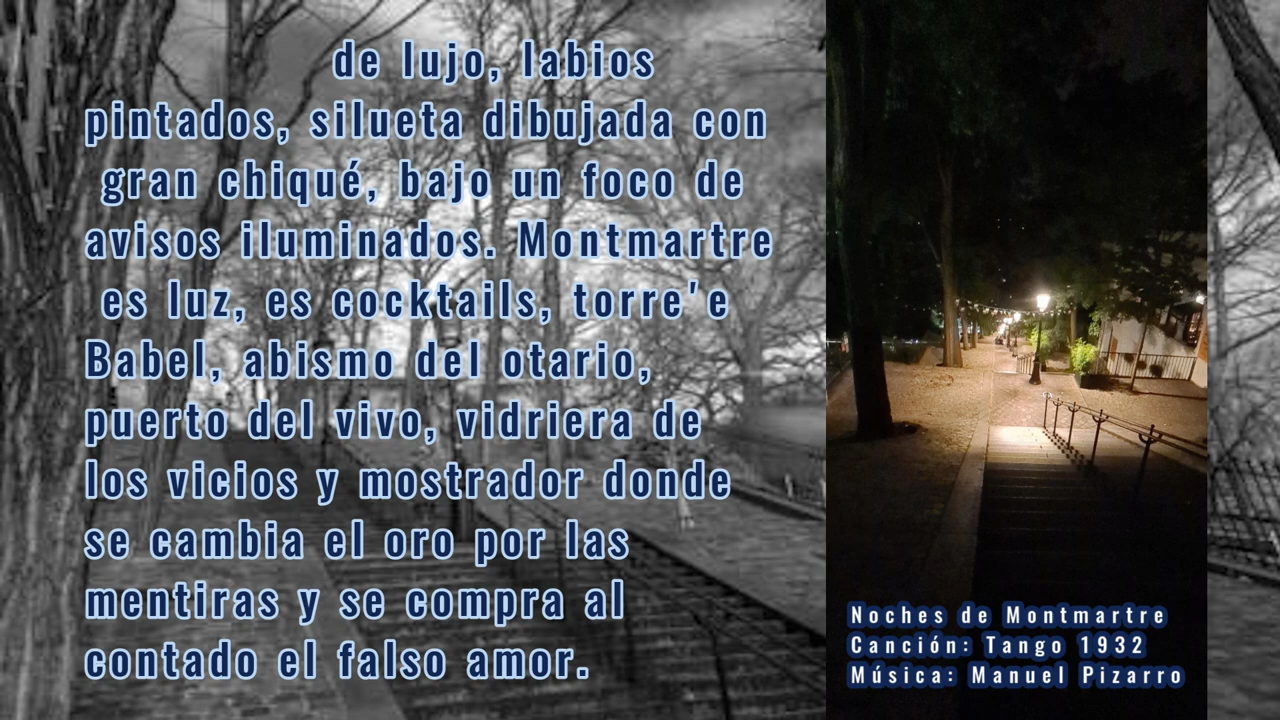 de lujo, labios
pintados, silueta dibujada con
gran chiqué, bajo un foco de
avisos iluminados. Montmartre
es luz, es cocktails, torre'e
Babel, abismo del otario,
puerto del vivo, vidriera de
los vicios y mostrador donde
se cambia el oro por las
mentiras y se compra al
contado el falso amor.
Noches de Montmartre
Canción: Tango 1932
Música: Manuel Pizarro